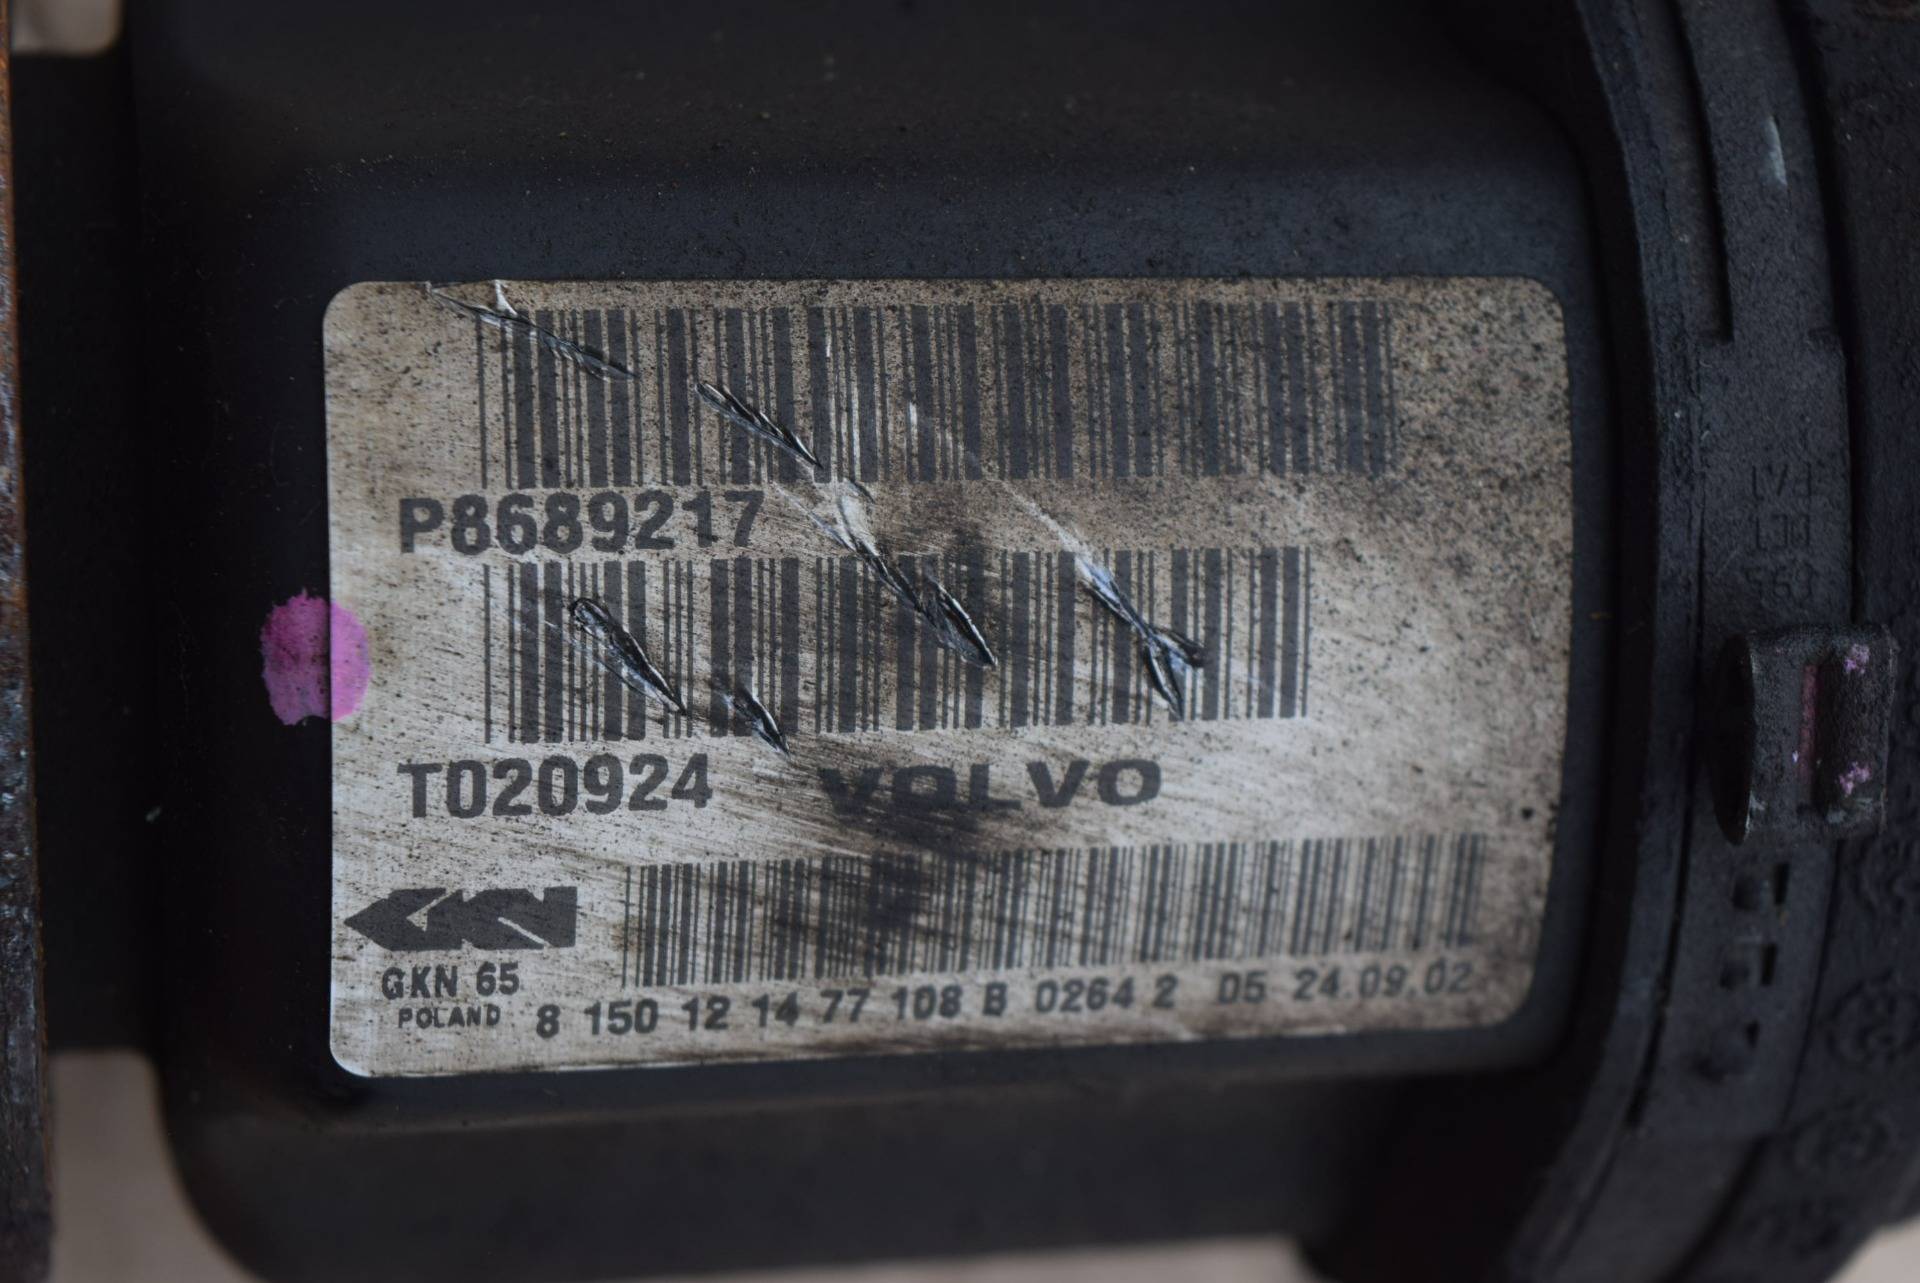 P8689217
T020924 VOLVO
GKN
GKN 65
POLAND 8 150 12 14 77 108 B 0264 2 D5 24.09.02